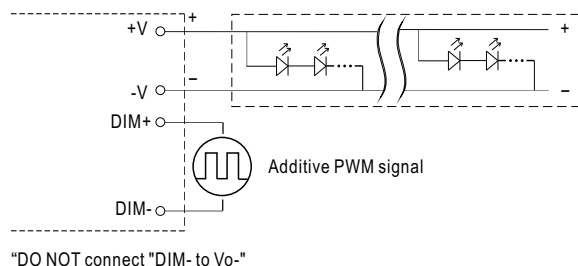 +V
+
+
-V
−
−
DIM+
Additive PWM signal
DIM-
“DO NOT connect "DIM- to Vo-"